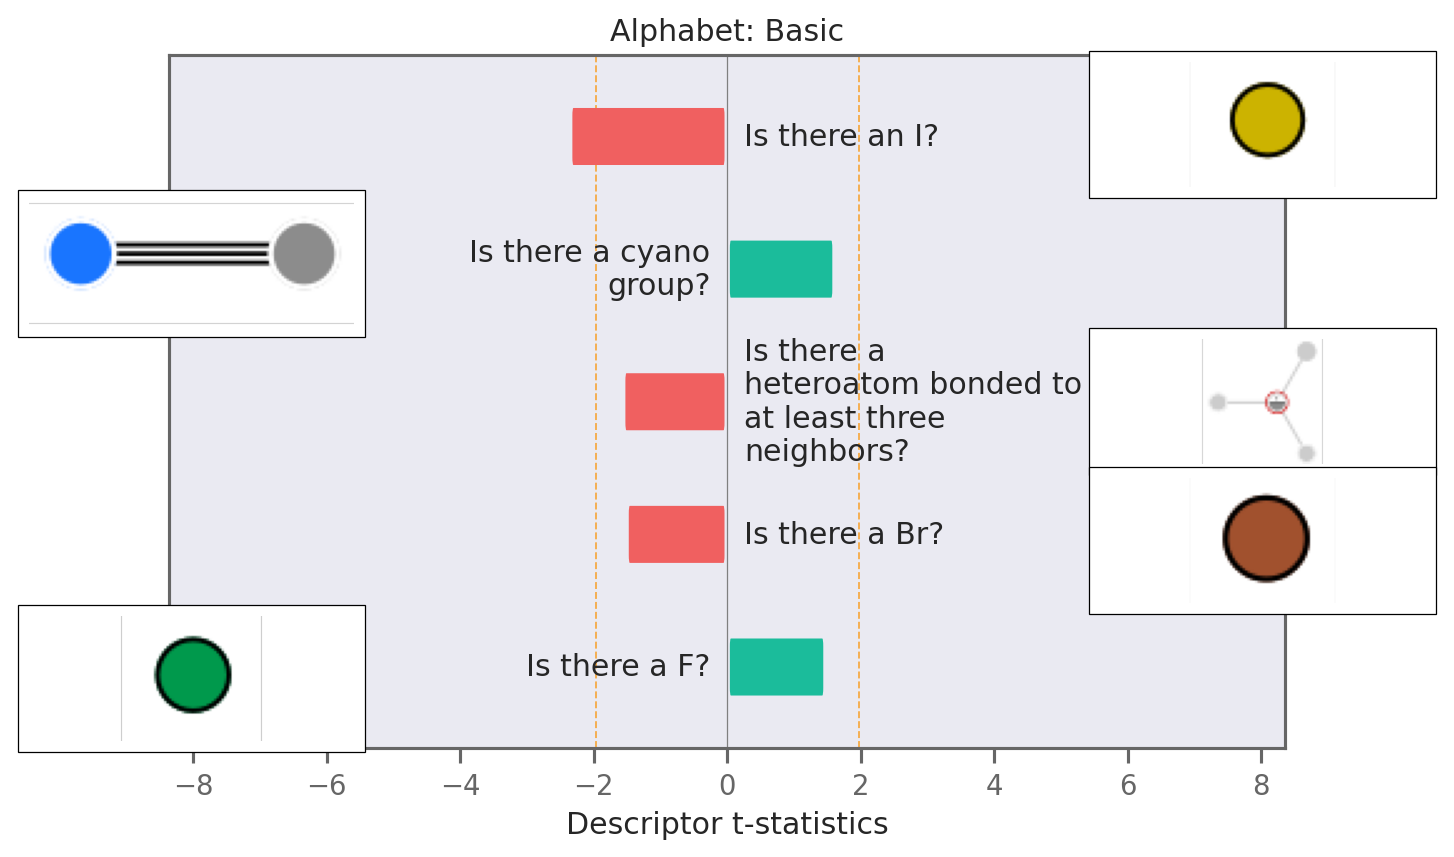 Alphabet: Basic
Is there an I?
Is there a cyano
group?
Is there a
heteroatom bonded to
at least three
neighbors?
Is there a Br?
Is there a F?
−8 −6 −4 −2 0 2 4 6 8
Descriptor t-statistics